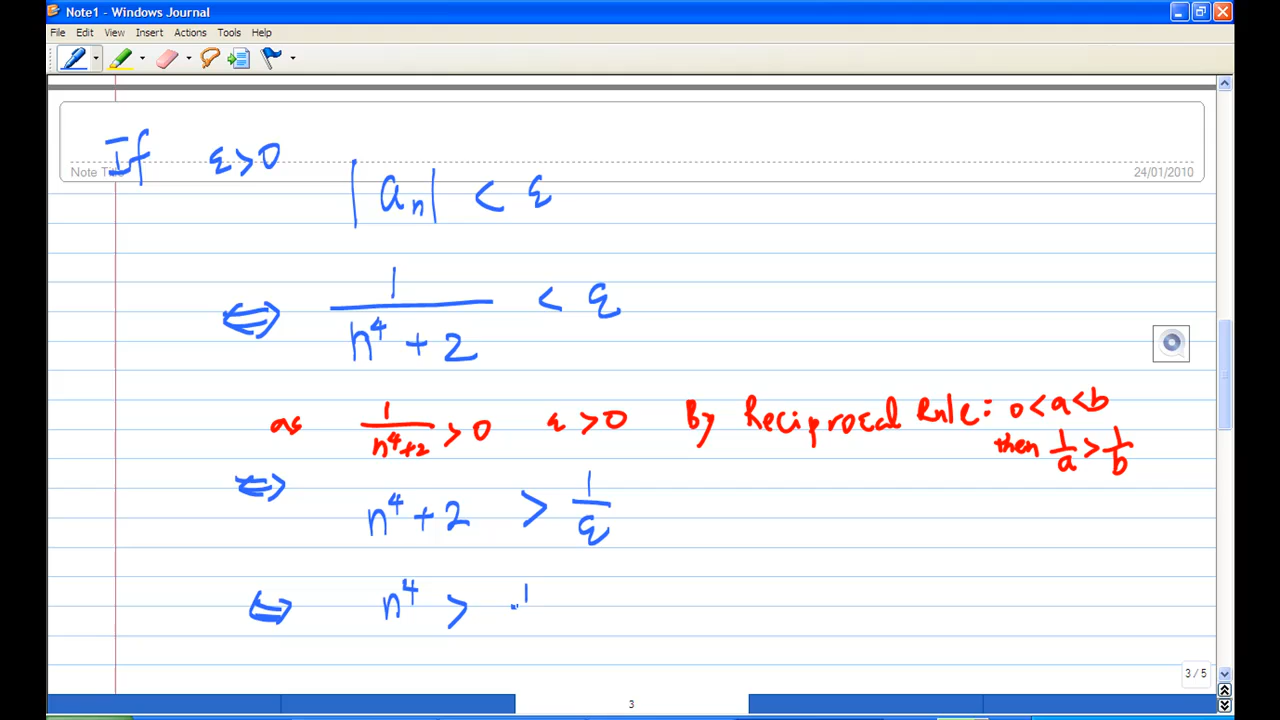 Note1 - Windows Journal
File Edit View Insert Actions Tools Help
If ε>0
Note Title 24/01/2010
|aₙ| < ε
⇔ 1/(n⁴ + 2) < ε
as 1/(n⁴+2) > 0 ε > 0 By Reciprocal Rule: 0<a<b
then 1/a > 1/b
⇔ n⁴ + 2 > 1/ε
⇔ n⁴ > 1
3 / 5
3